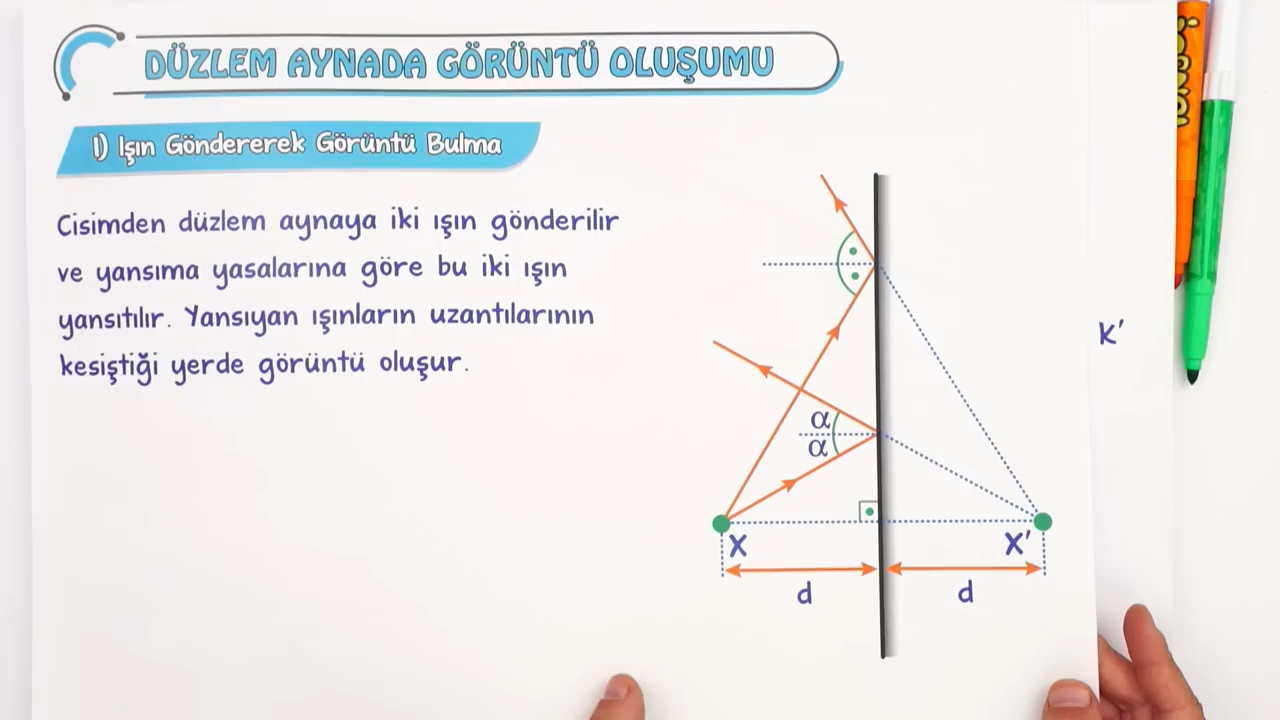 DÜZLEM AYNADA GÖRÜNTÜ OLUŞUMU
1) Işın Göndererek Görüntü Bulma
Cisimden düzlem aynaya iki ışın gönderilir
ve yansıma yasalarına göre bu iki ışın
yansıtılır. Yansıyan ışınların uzantılarının
kesiştiği yerde görüntü oluşur.
α
α
X
X'
d
d
K'